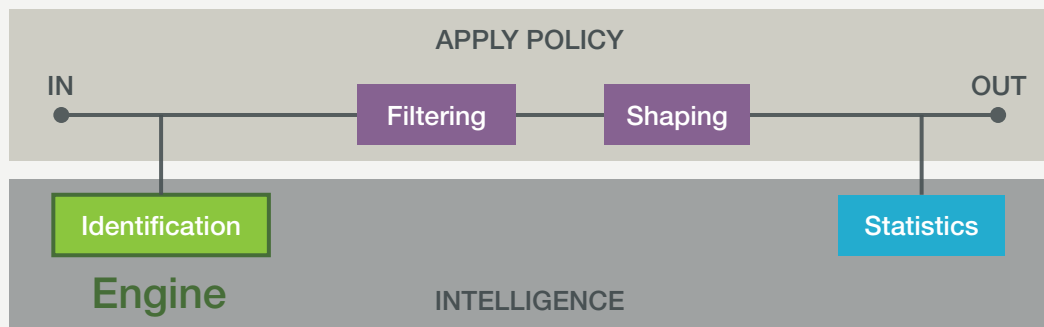 APPLY POLICY
IN
OUT
Filtering
Shaping
Identification
Statistics
Engine
INTELLIGENCE